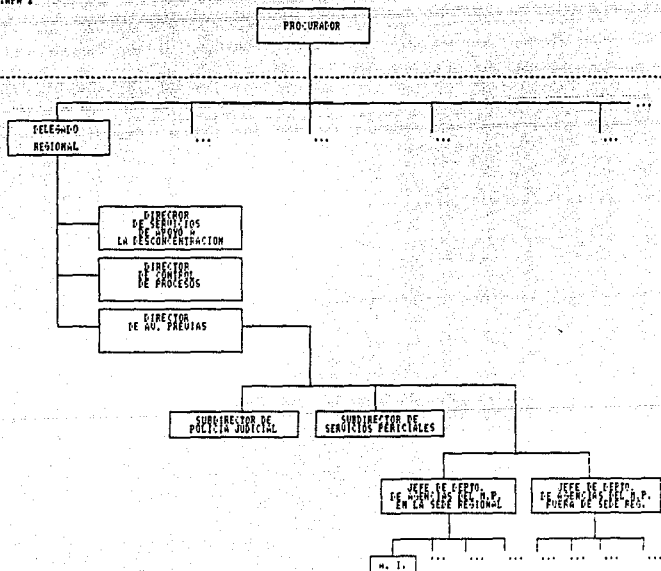 PROCURADOR
...
DELEGADO
REGIONAL
... ... ... ...
DIRECROR
DE SERVICIOS
DE APOYO A
LA DESCONCENTRACION
DIRECTOR
DE CONTROL
DE PROCESOS
DIRECTOR
DE AV. PREVIAS
SUBDIRECTOR DE
POLICIA JUDICIAL
SUBDIRECTOR DE
SERVICIOS PERICIALES
JEFE DE DEPTO.
DE AGENCIAS DEL M.P.
EN LA SEDE REGIONAL
JEFE DE DEPTO.
DE AGENCIAS DEL M.P.
FUERA DE SEDE REG.
M. I.
... ... ... ... ... ... ...